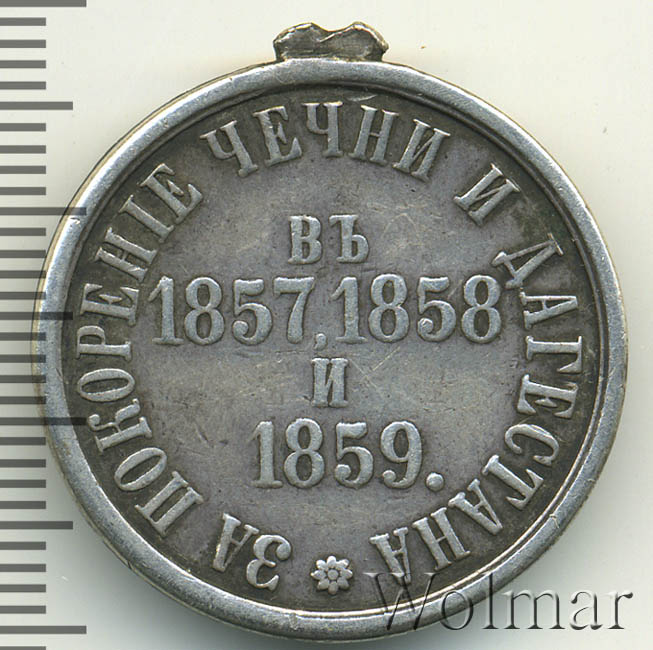 ЗА ПОКОРЕНІЕ ЧЕЧНИ И ДАГЕСТАНА
ВЪ
1857, 1858
И
1859.
Wolmar